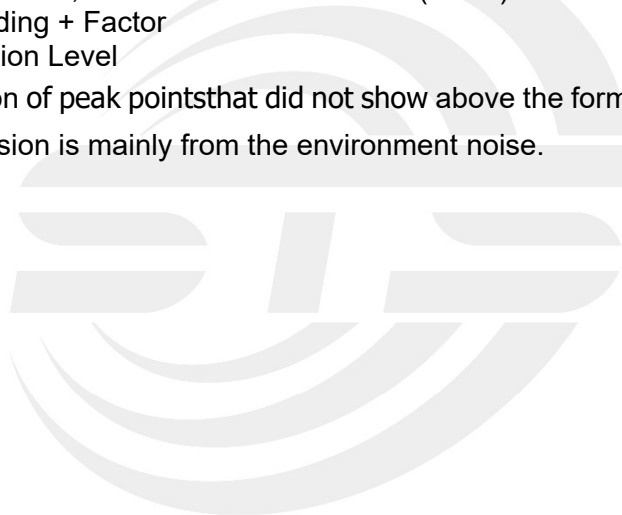 ding + Factor
ion Level
on of peak pointsthat did not show above the form
sion is mainly from the environment noise.
STS